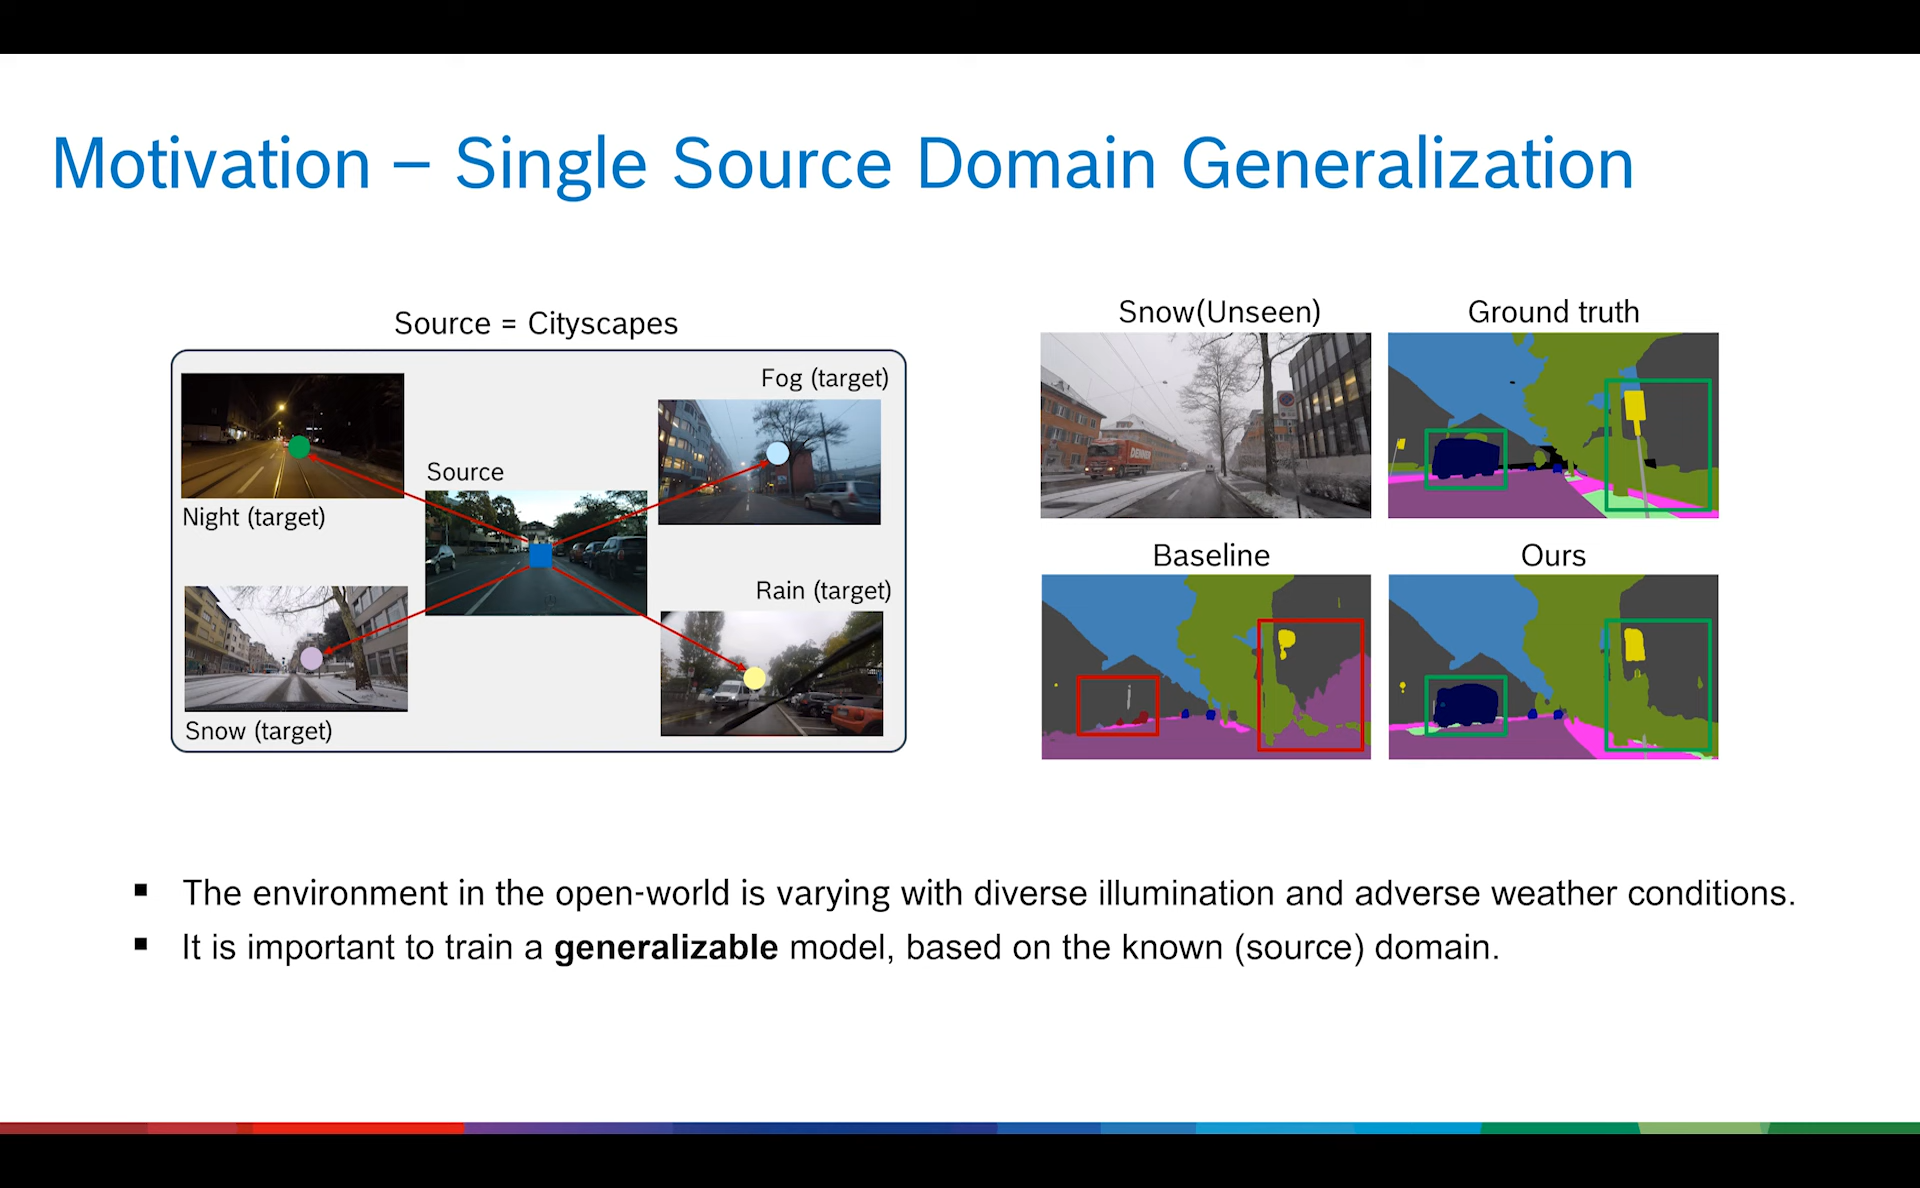 Motivation – Single Source Domain Generalization
Source = Cityscapes
Fog (target)
Source
Night (target)
Rain (target)
Snow (target)
Snow(Unseen)
Ground truth
DENNER
Baseline
Ours
▪ The environment in the open-world is varying with diverse illumination and adverse weather conditions.
▪ It is important to train a generalizable model, based on the known (source) domain.